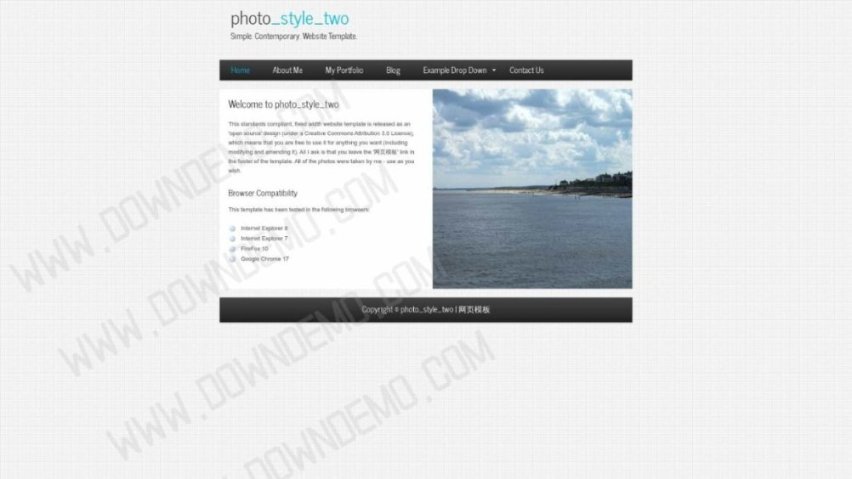 photo_style_two
Simple. Contemporary. Website Template.
Home About Me My Portfolio Blog Example Drop Down Contact Us
Welcome to photo_style_two
This standards compliant, fixed width website template is released as an
'open source' design (under a Creative Commons Attribution 3.0 License),
which means that you are free to use it for anything you want (including
modifying and amending it). All I ask is that you leave the '网页模板' link in
the footer of the template. All of the photos were taken by me - use as you
wish.
Browser Compatibility
This template has been tested in the following browsers:
Internet Explorer 8
Internet Explorer 7
FireFox 10
Google Chrome 17
Copyright © photo_style_two | 网页模板
WWW.DOWNDEMO.COM
WWW.DOWNDEMO.COM
WWW.DOWNDEMO.COM
WWW.DOWNDEMO.COM